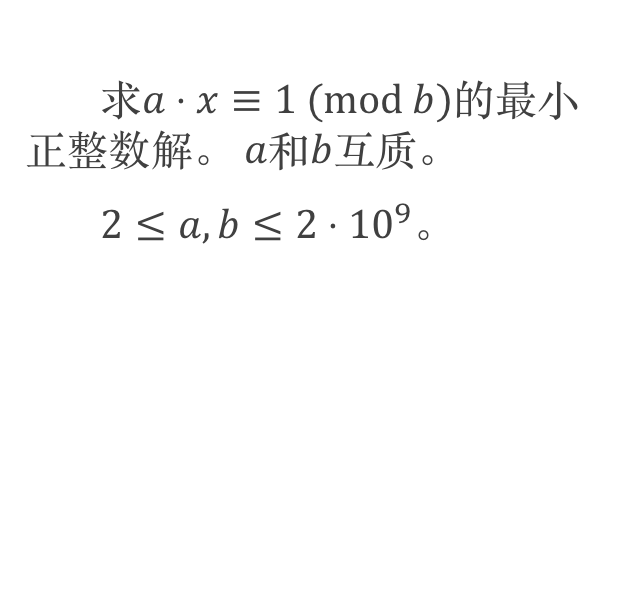 求a · x ≡ 1 (mod b)的最小
正整数解。 a和b互质。
2 ≤ a, b ≤ 2 · 10⁹。